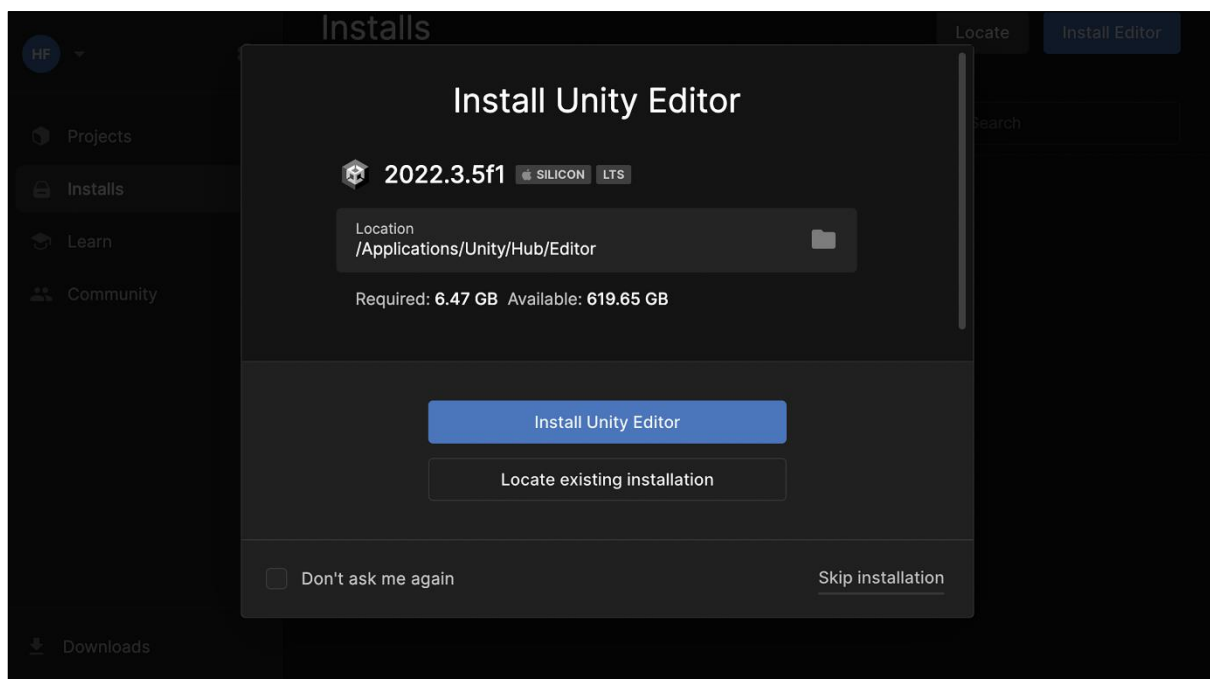 Installs
Locate
Install Editor
HF
Search
Projects
Installs
Learn
Community
Downloads
Install Unity Editor
2022.3.5f1 SILICON LTS
Location
/Applications/Unity/Hub/Editor
Required: 6.47 GB Available: 619.65 GB
Install Unity Editor
Locate existing installation
Don't ask me again
Skip installation